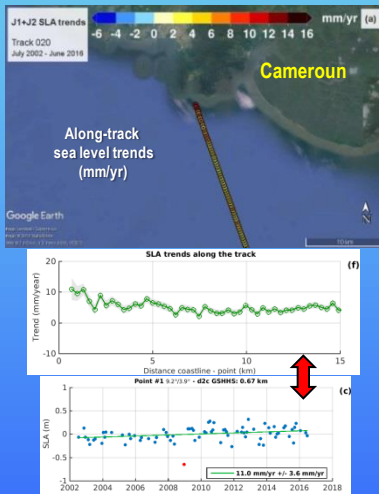 J1+J2 SLA trends
mm/yr (a)
-6 -4 -2 0 2 4 6 8 10 12 14 16
Track 020
July 2002 - June 2016
Cameroun
Along-track
sea level trends
(mm/yr)
Google Earth
10 km
SLA trends along the track
(f)
20
10
0
-10
Trend (mm/year)
0 5 10 15
Distance coastline - point (km)
Point #1 9.2°/3.9° - d2c GSHHS: 0.67 km
(c)
1
0.5
0
-0.5
-1
SLA (m)
11.0 mm/yr +/- 3.6 mm/yr
2002 2004 2006 2008 2010 2012 2014 2016 2018